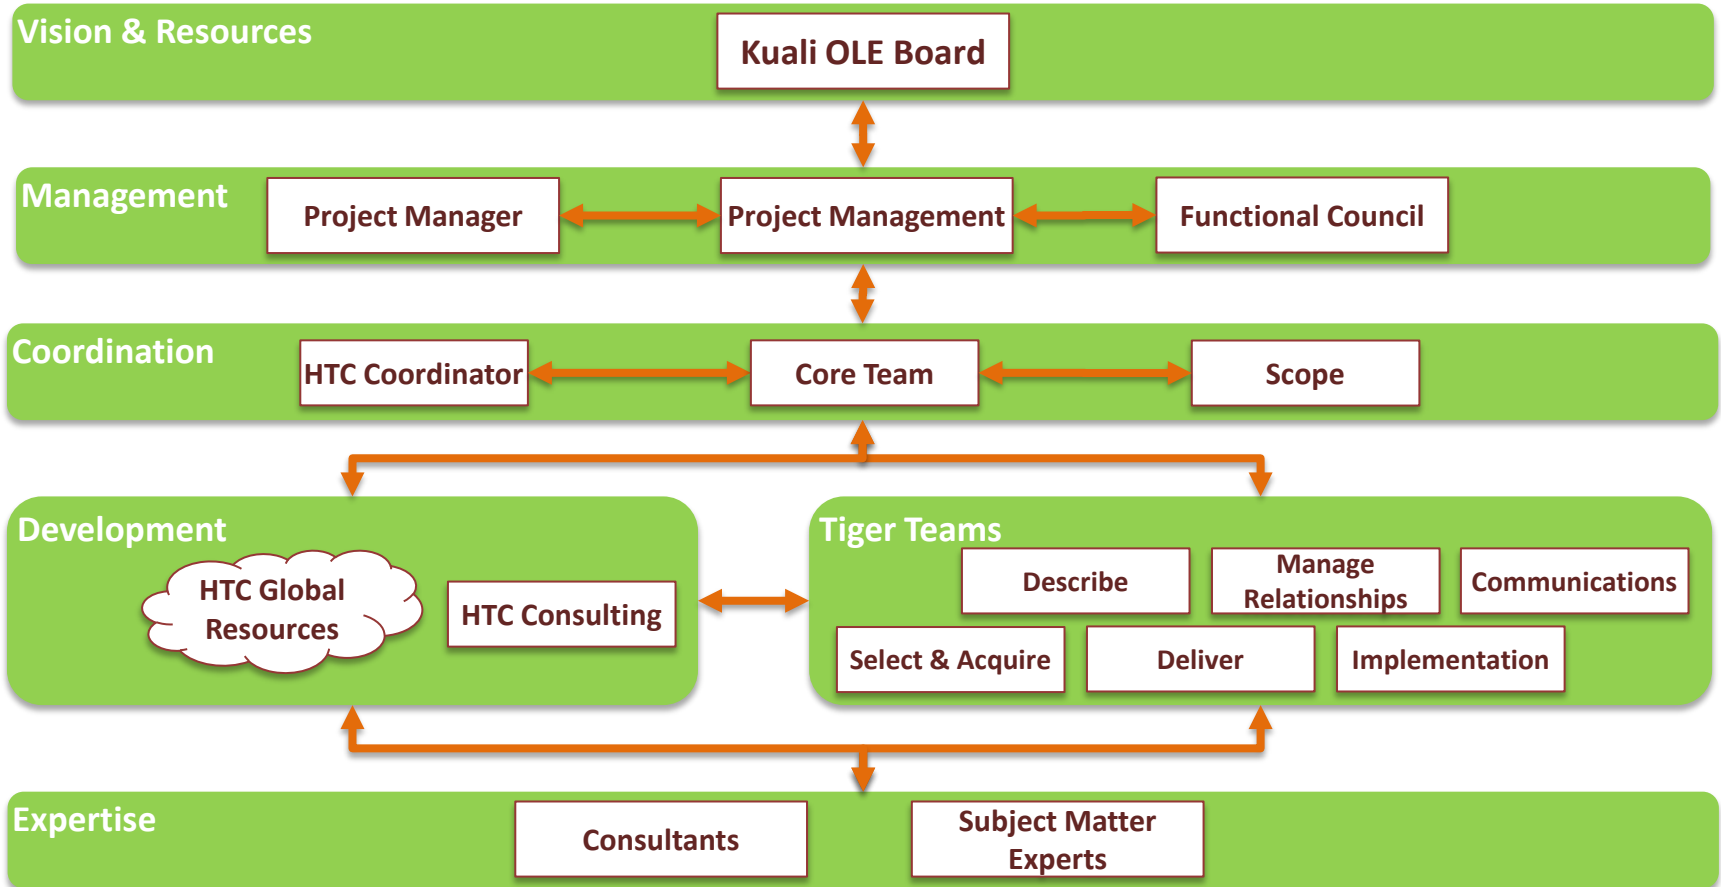 Vision & Resources
Kuali OLE Board
Management
Project Manager
Project Management
Functional Council
Coordination
HTC Coordinator
Core Team
Scope
Development
HTC Global
Resources
HTC Consulting
Tiger Teams
Describe
Manage
Relationships
Communications
Select & Acquire
Deliver
Implementation
Expertise
Consultants
Subject Matter
Experts